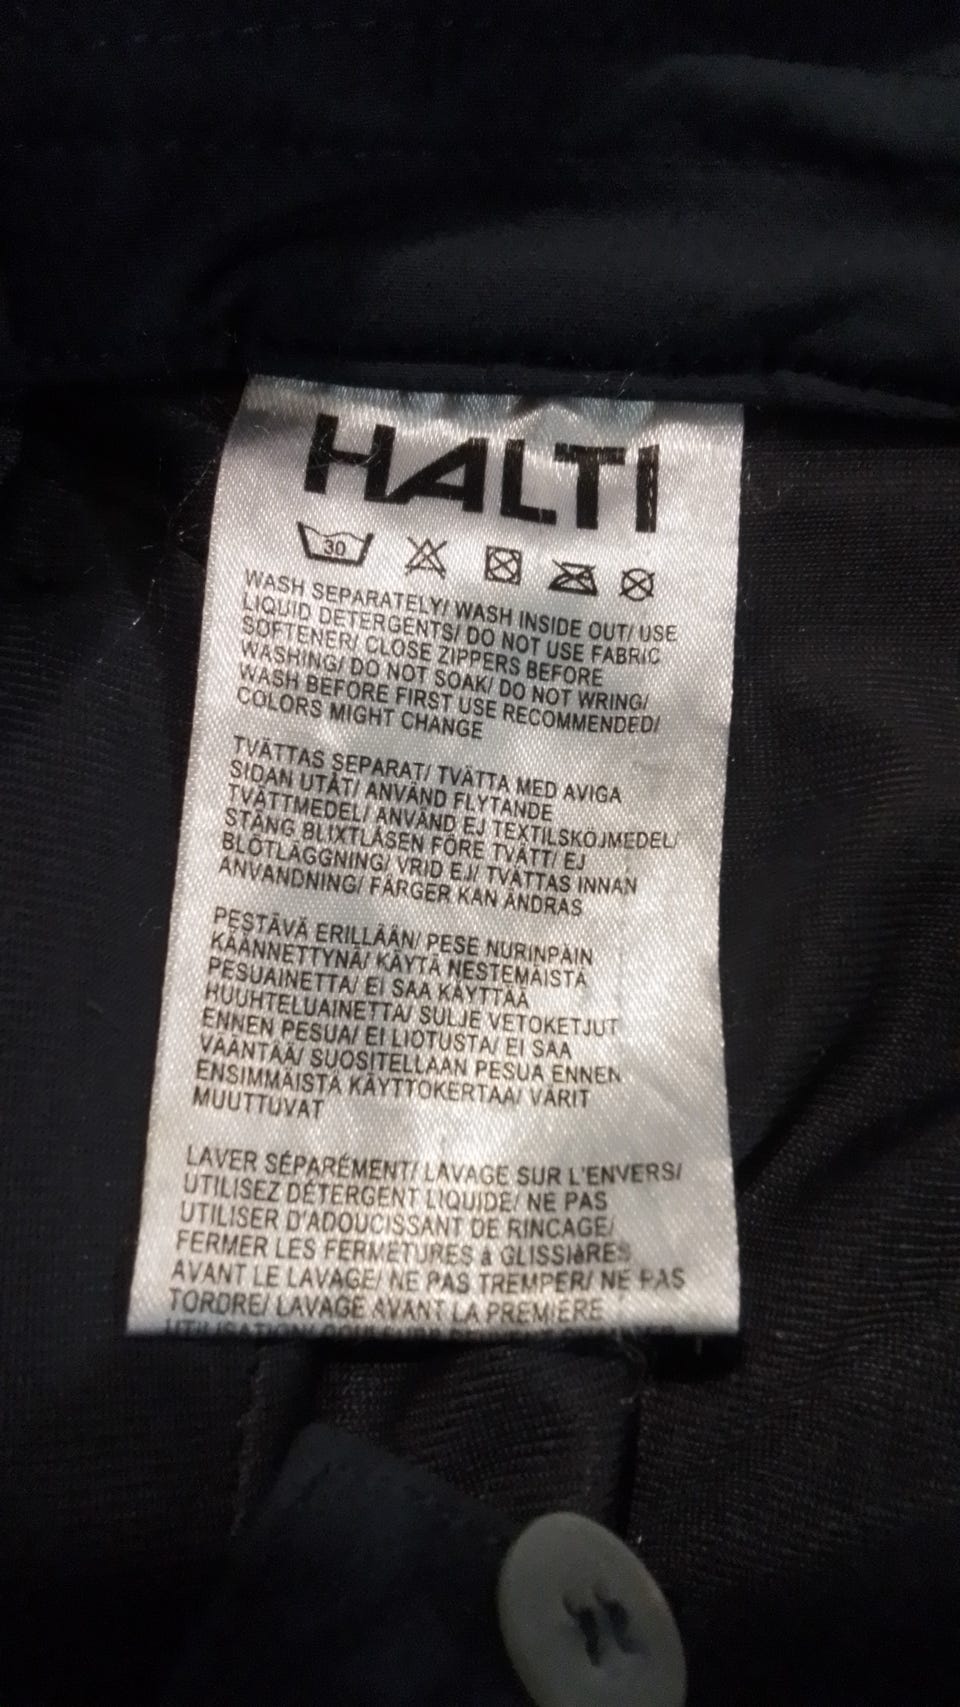 HALTI
30
WASH SEPARATELY/ WASH INSIDE OUT/ USE
LIQUID DETERGENTS/ DO NOT USE FABRIC
SOFTENER/ CLOSE ZIPPERS BEFORE
WASHING/ DO NOT SOAK/ DO NOT WRING/
WASH BEFORE FIRST USE RECOMMENDED/
COLORS MIGHT CHANGE
TVÄTTAS SEPARAT/ TVÄTTA MED AVIGA
SIDAN UTÅT/ ANVÄND FLYTANDE
TVÄTTMEDEL/ ANVÄND EJ TEXTILSKÖJMEDEL/
STÄNG BLIXTLÅSEN FÖRE TVÄTT/ EJ
BLÖTLÄGGNING/ VRID EJ/ TVÄTTAS INNAN
ANVÄNDNING/ FÄRGER KAN ÄNDRAS
PESTÄVÄ ERILLÄÄN/ PESE NURINPÄIN
KÄÄNNETTYNÄ/ KÄYTÄ NESTEMÄISTÄ
PESUAINETTA/ EI SAA KÄYTTÄÄ
HUUHTELUAINETTA/ SULJE VETOKETJUT
ENNEN PESUA/ EI LIOTUSTA/ EI SAA
VÄÄNTÄÄ/ SUOSITELLAAN PESUA ENNEN
ENSIMMÄISTÄ KÄYTTÖKERTAA/ VÄRIT
MUUTTUVAT
LAVER SÉPARÉMENT/ LAVAGE SUR L'ENVERS/
UTILISEZ DÉTERGENT LIQUIDE/ NE PAS
UTILISER D'ADOUCISSANT DE RINCAGE/
FERMER LES FERMETURES à GLISSIèRES
AVANT LE LAVAGE/ NE PAS TREMPER/ NE PAS
TORDRE/ LAVAGE AVANT LA PREMIÈRE
UTILISATION/